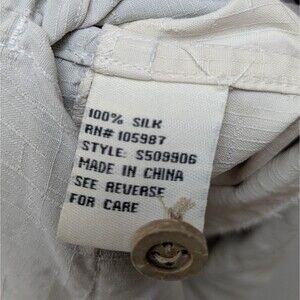 100% SILK
RN# 105987
STYLE: S509906
MADE IN CHINA
SEE REVERSE
FOR CARE